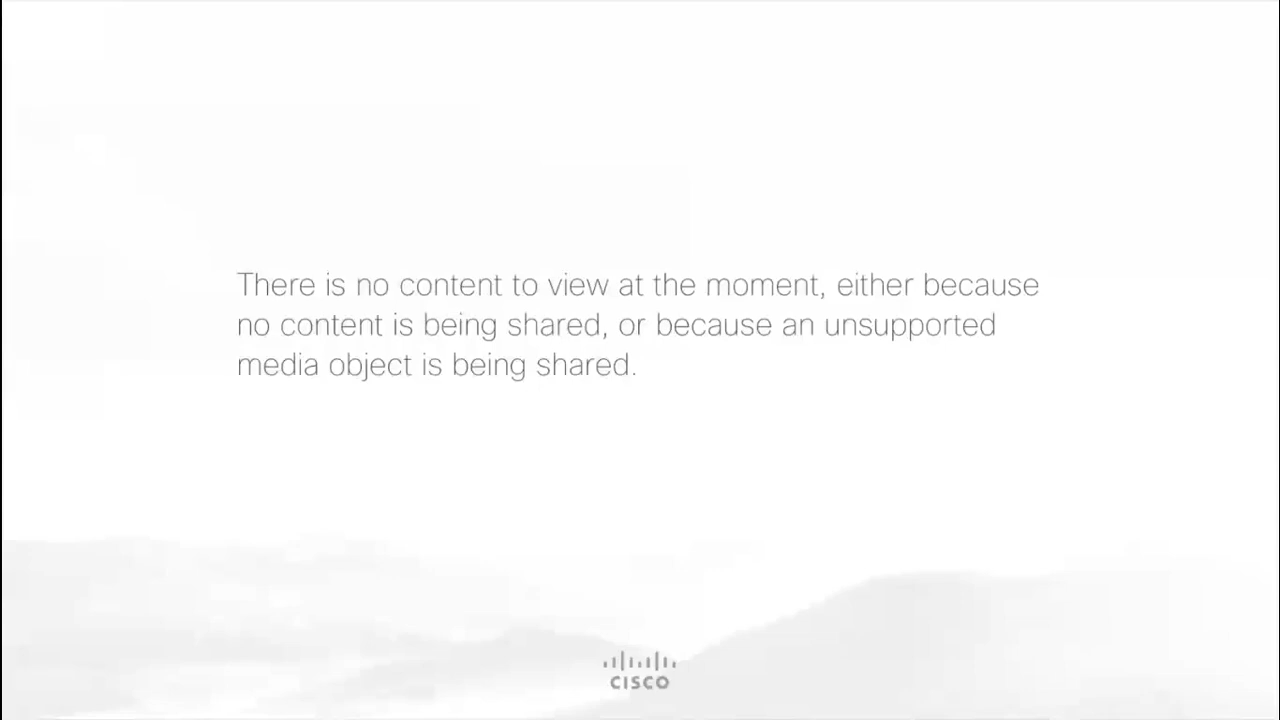 There is no content to view at the moment, either because
no content is being shared, or because an unsupported
media object is being shared.
CISCO